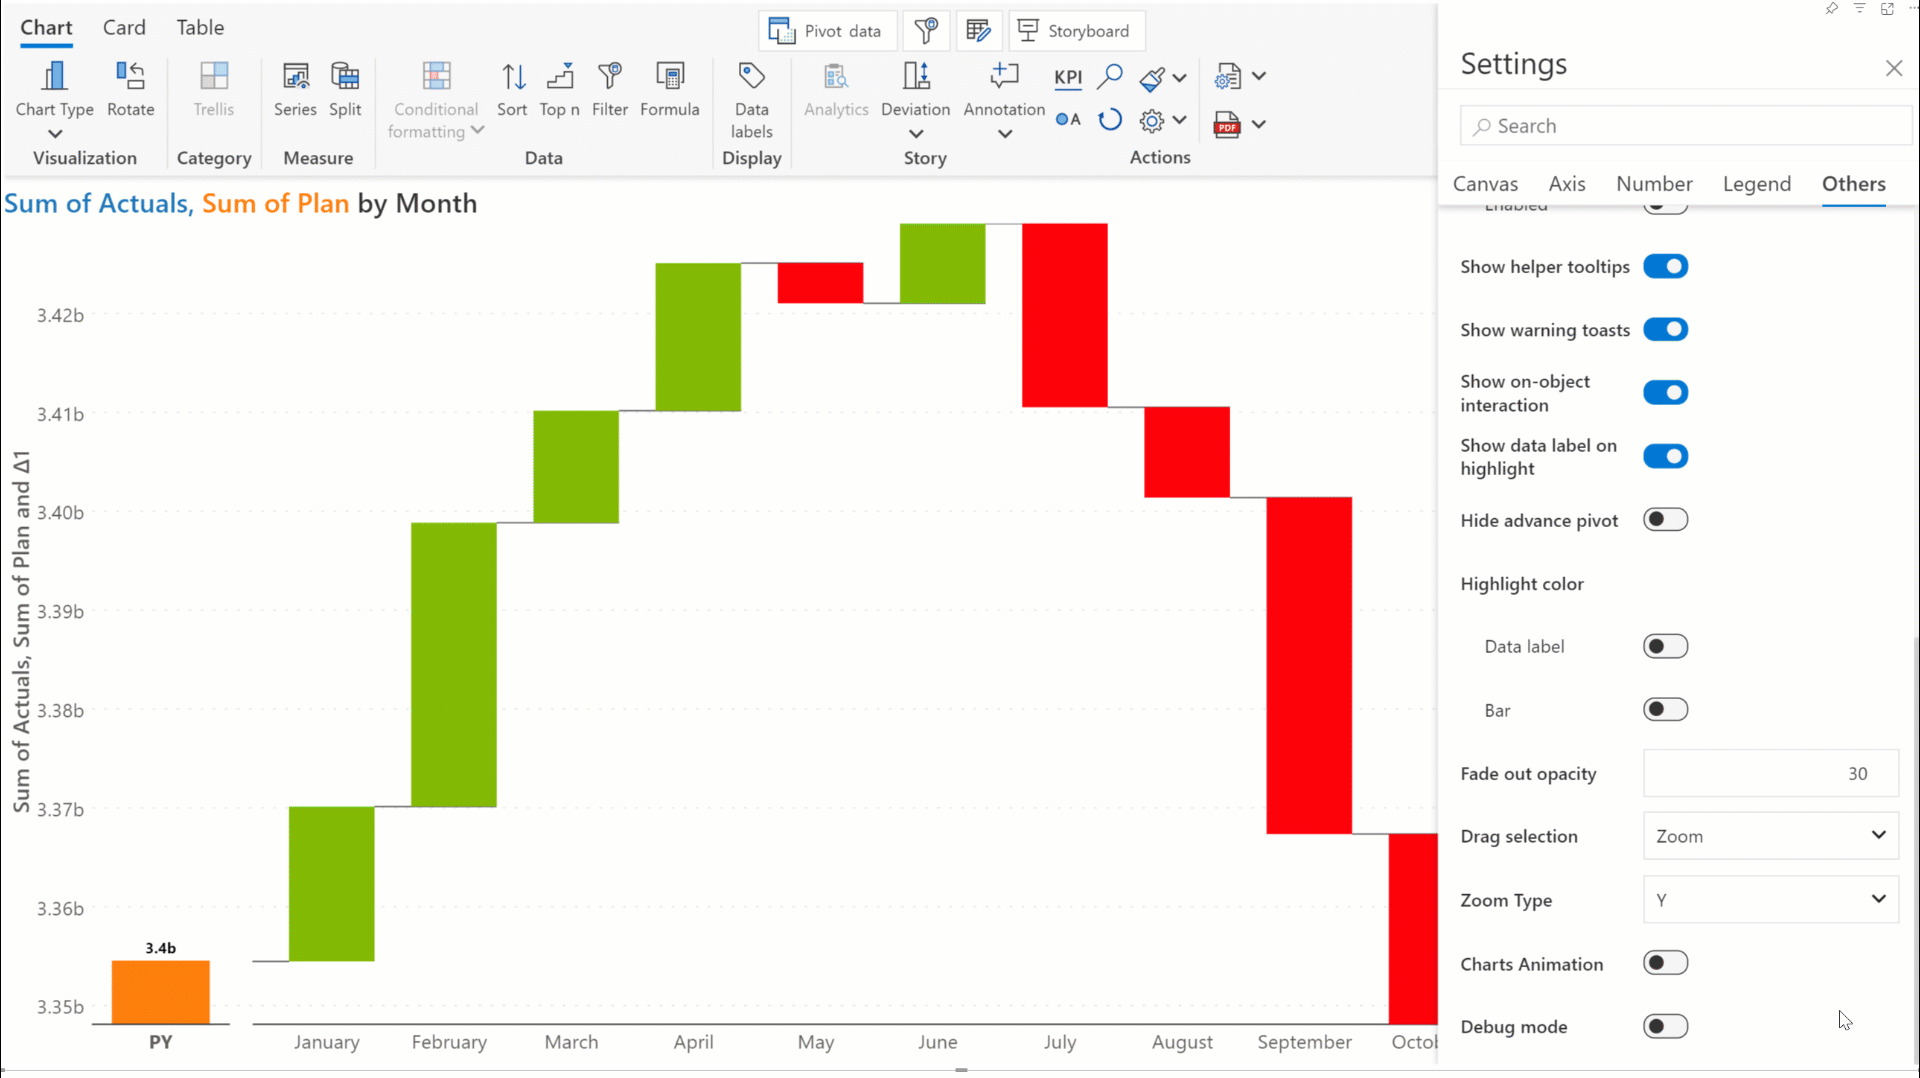 Chart Card Table
Pivot data Storyboard
Chart Type Rotate Trellis Series Split Conditional formatting Sort Top n Filter Formula Data labels Analytics Deviation Annotation KPI
A
PDF
Visualization Category Measure Data Display Story Actions
Sum of Actuals, Sum of Plan by Month
Sum of Actuals, Sum of Plan and Δ1
3.42b
3.41b
3.40b
3.39b
3.38b
3.37b
3.36b
3.35b
3.4b
PY January February March April May June July August September Octob
Settings
Search
Canvas Axis Number Legend Others
Enabled
Show helper tooltips
Show warning toasts
Show on-object
interaction
Show data label on
highlight
Hide advance pivot
Highlight color
Data label
Bar
Fade out opacity 30
Drag selection Zoom
Zoom Type Y
Charts Animation
Debug mode